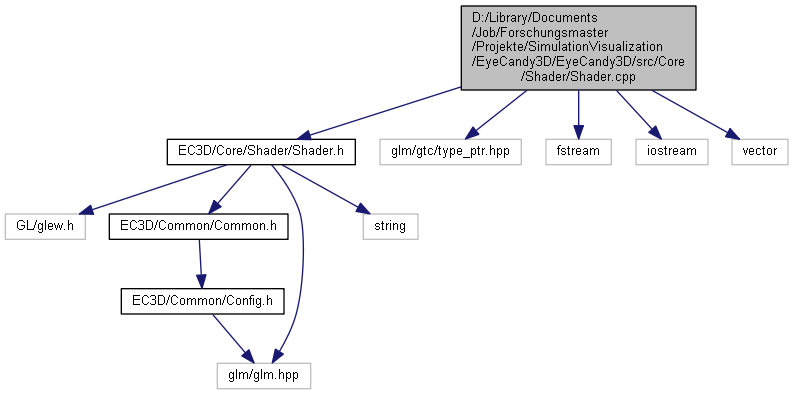 D:/Library/Documents
/Job/Forschungsmaster
/Projekte/SimulationVisualization
/EyeCandy3D/EyeCandy3D/src/Core
/Shader/Shader.cpp
EC3D/Core/Shader/Shader.h
glm/gtc/type_ptr.hpp
fstream
iostream
vector
GL/glew.h
EC3D/Common/Common.h
string
EC3D/Common/Config.h
glm/glm.hpp